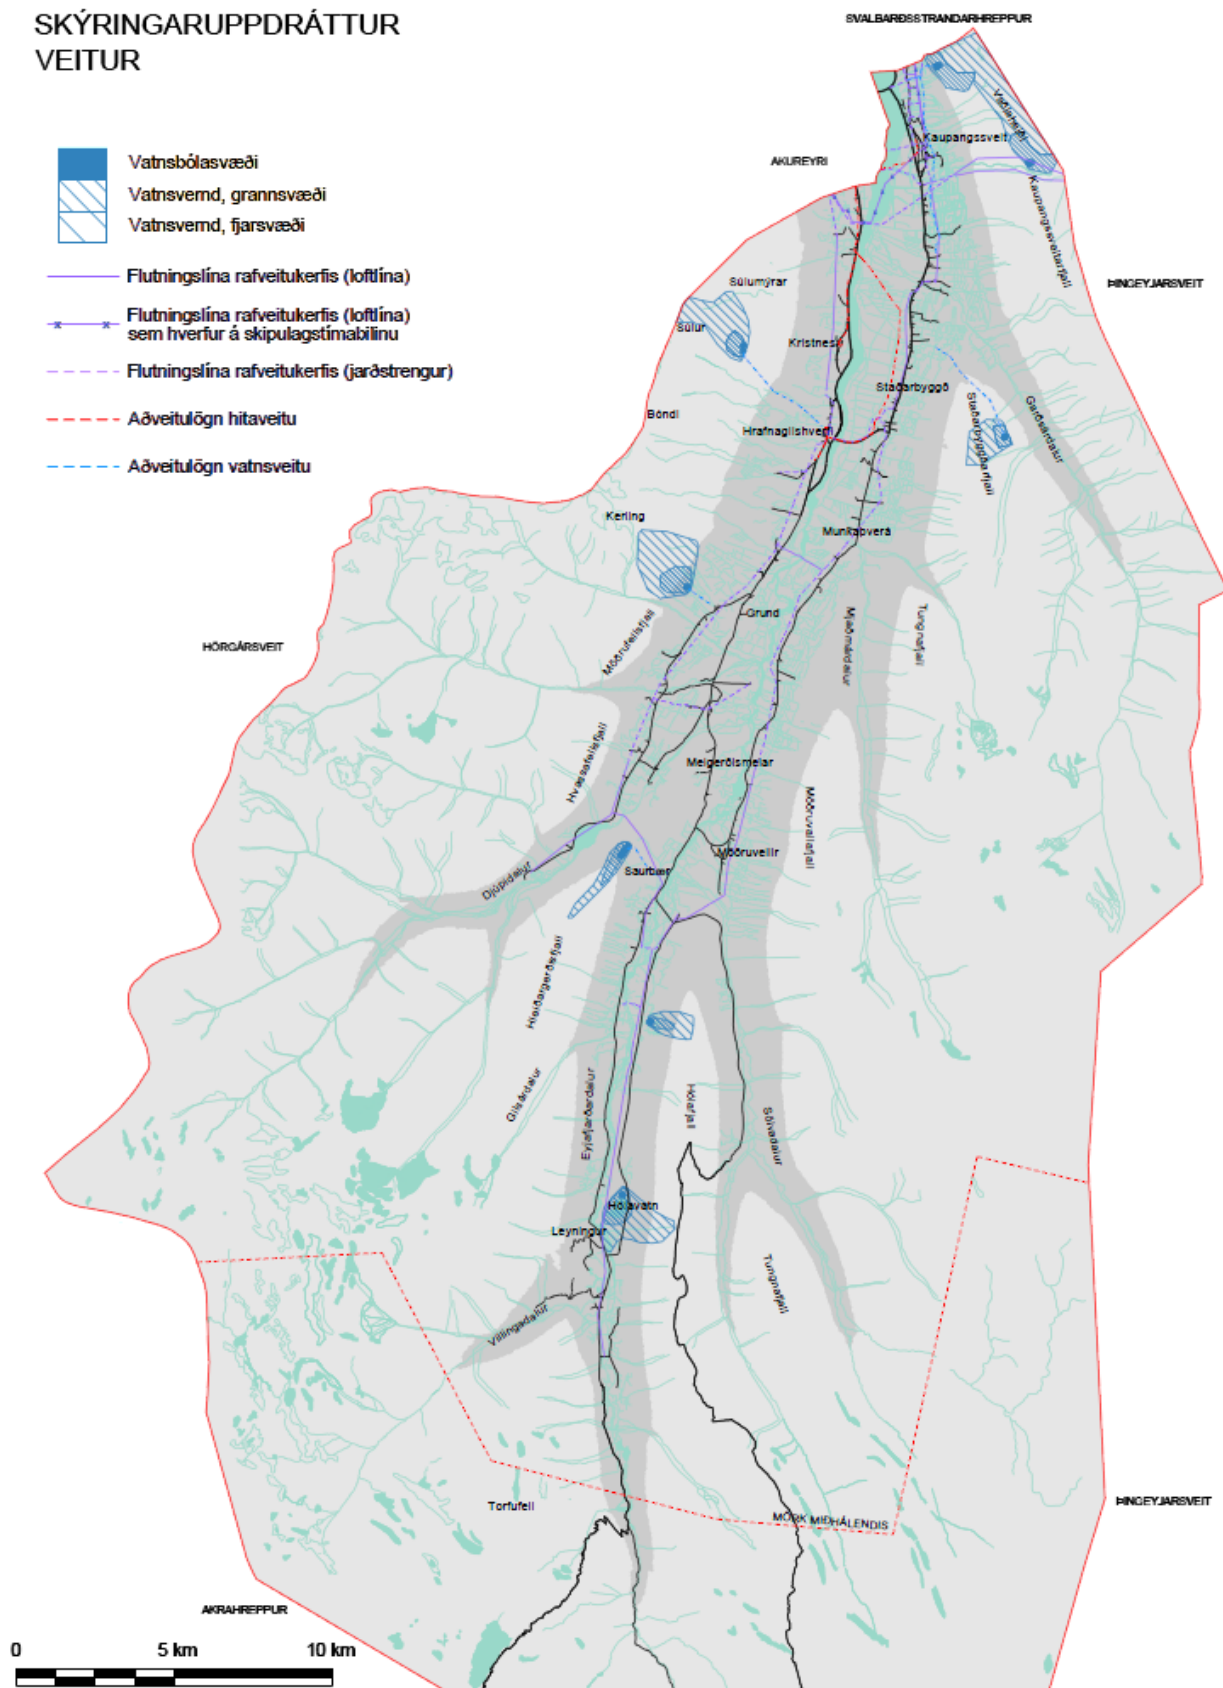 SKÝRINGARUPPDRÁTTUR
VEITUR
Vatnsbólasvæði
Vatnsvernd, grannsvæði
Vatnsvernd, fjarsvæði
Flutningslína rafveitukerfis (loftlína)
Flutningslína rafveitukerfis (loftlína)
sem hverfur á skipulagstímabilinu
Flutningslína rafveitukerfis (jarðstrengur)
Aðveitulögn hitaveitu
Aðveitulögn vatnsveitu
SVALBARÐSSTRANDARHREPPUR
Vaðlaheiði
Kaupangssveit
AKUREYRI
Kaupangssveitarfjall
ÞINGEYJARSVEIT
Súlumýrar
Súlur
Kristnes
Staðarbyggð
Bóndi
Hrafnagilshverfi
Staðarbyggðarfjall
Garðsárdalur
Kerling
Munkaþverá
Grund
Mjaðmárdalur
Tungnafjall
HÖRGÁRSVEIT
Möðrufellsfjall
Hvassafellsfjall
Melgerðismelar
Möðruvallafjall
Möðruvellir
Djúpidalur
Saurbær
Hleiðargerðisfjall
Gilsárdalur
Eyjafjarðardalur
Hólafjall
Sölvadalur
Hólavatn
Leyningur
Tungnafjall
Villingadalur
Torfufell
MÖRK MIÐHÁLENDIS
ÞINGEYJARSVEIT
AKRAHREPPUR
0 5 km 10 km